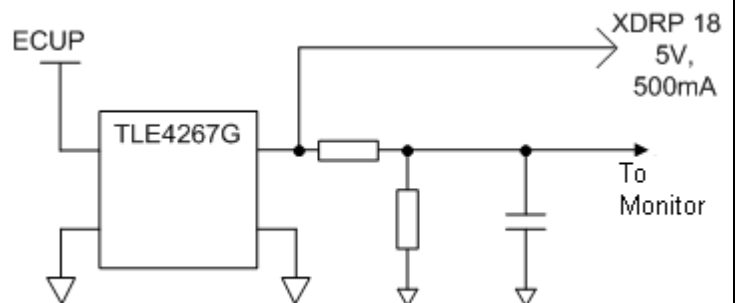 ECUP
XDRP 18
5V,
500mA
TLE4267G
To
Monitor